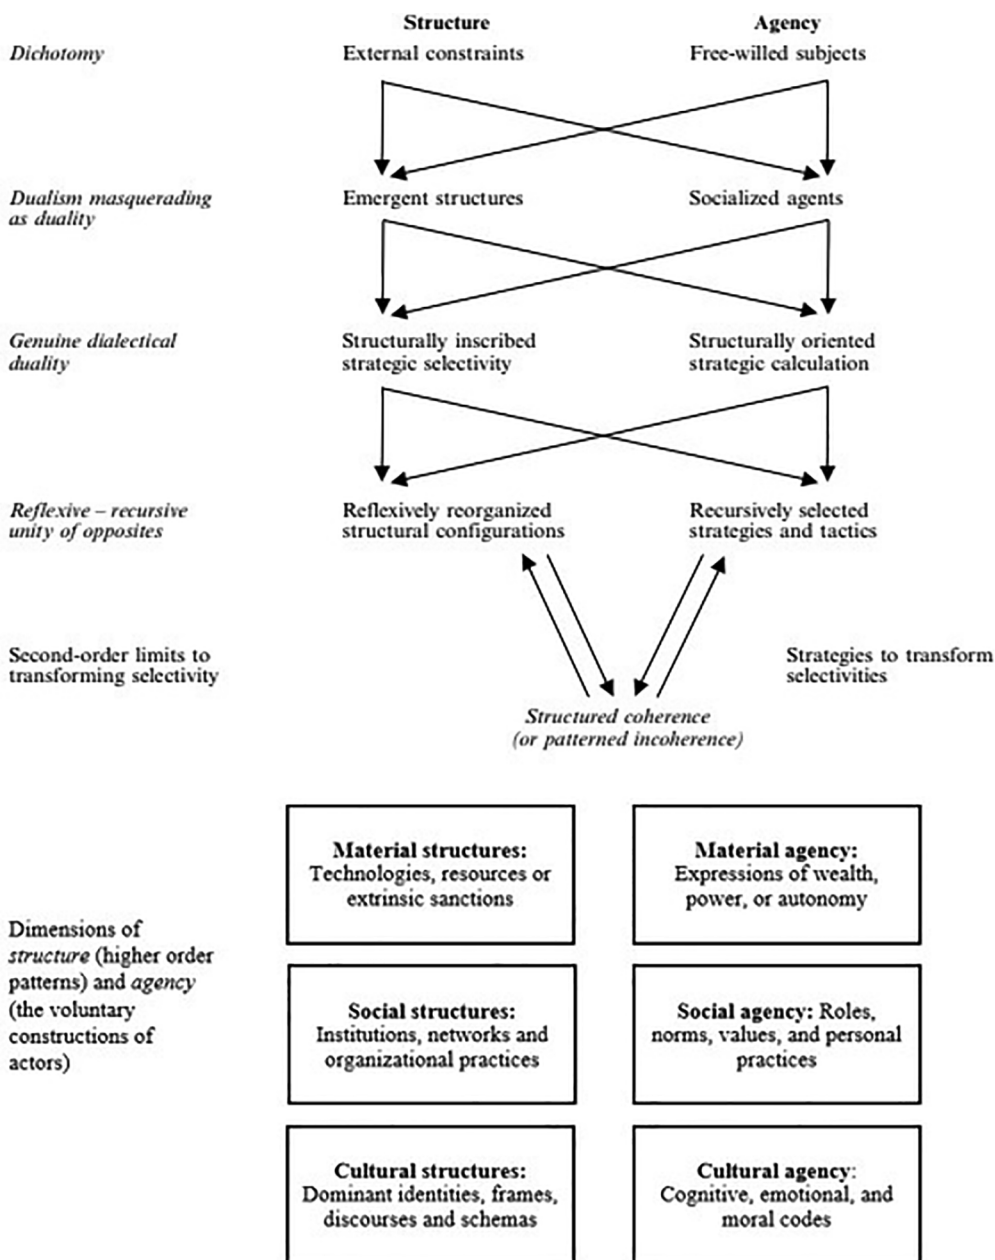 Structure
Agency
Dichotomy
External constraints
Free-willed subjects
Dualism masquerading
as duality
Emergent structures
Socialized agents
Genuine dialectical
duality
Structurally inscribed
strategic selectivity
Structurally oriented
strategic calculation
Reflexive – recursive
unity of opposites
Reflexively reorganized
structural configurations
Recursively selected
strategies and tactics
Second-order limits to
transforming selectivity
Strategies to transform
selectivities
Structured coherence
(or patterned incoherence)
Dimensions of
structure (higher order
patterns) and agency
(the voluntary
constructions of
actors)
Material structures:
Technologies, resources or
extrinsic sanctions
Material agency:
Expressions of wealth,
power, or autonomy
Social structures:
Institutions, networks and
organizational practices
Social agency: Roles,
norms, values, and personal
practices
Cultural structures:
Dominant identities, frames,
discourses and schemas
Cultural agency:
Cognitive, emotional, and
moral codes